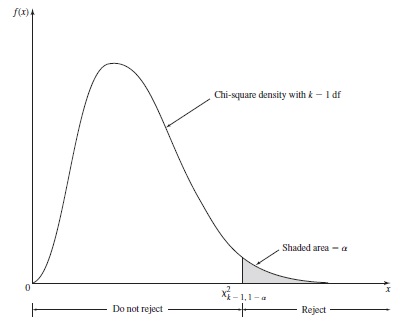 f(x)
Chi-square density with k − 1 df
Shaded area = α
0
χ²ₖ₋₁,₁₋α
x
Do not reject
Reject